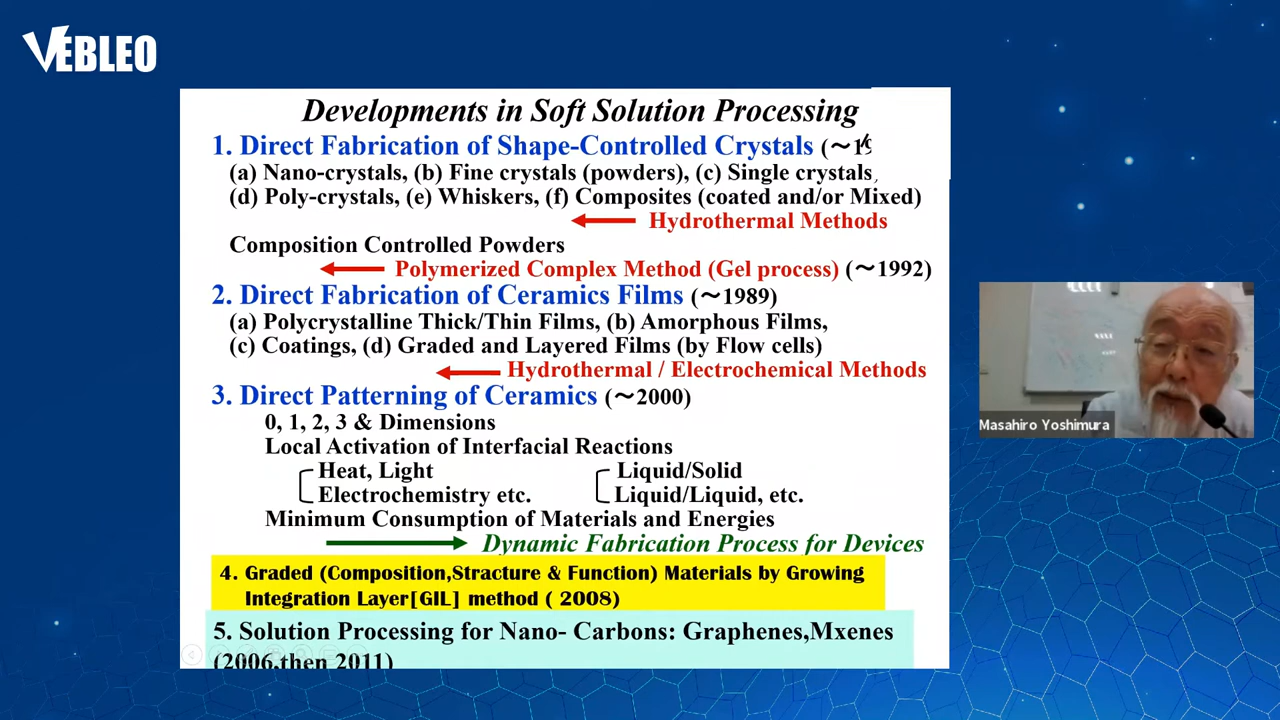 VEBLEO
Developments in Soft Solution Processing
1. Direct Fabrication of Shape-Controlled Crystals
(a) Nano-crystals, (b) Fine crystals (powders), (c) Single crystals,
(d) Poly-crystals, (e) Whiskers, (f) Composites (coated and/or Mixed)
Hydrothermal Methods
Composition Controlled Powders
Polymerized Complex Method (Gel process) (~1992)
2. Direct Fabrication of Ceramics Films (~1989)
(a) Polycrystalline Thick/Thin Films, (b) Amorphous Films,
(c) Coatings, (d) Graded and Layered Films (by Flow cells)
Hydrothermal / Electrochemical Methods
3. Direct Patterning of Ceramics (~2000)
0, 1, 2, 3 & Dimensions
Local Activation of Interfacial Reactions
Heat, Light Liquid/Solid
Electrochemistry etc. Liquid/Liquid, etc.
Minimum Consumption of Materials and Energies
Dynamic Fabrication Process for Devices
4. Graded (Composition,Stracture & Function) Materials by Growing
Integration Layer[GIL] method ( 2008)
5. Solution Processing for Nano- Carbons: Graphenes,Mxenes
(2006,then 2011)
Masahiro Yoshimura